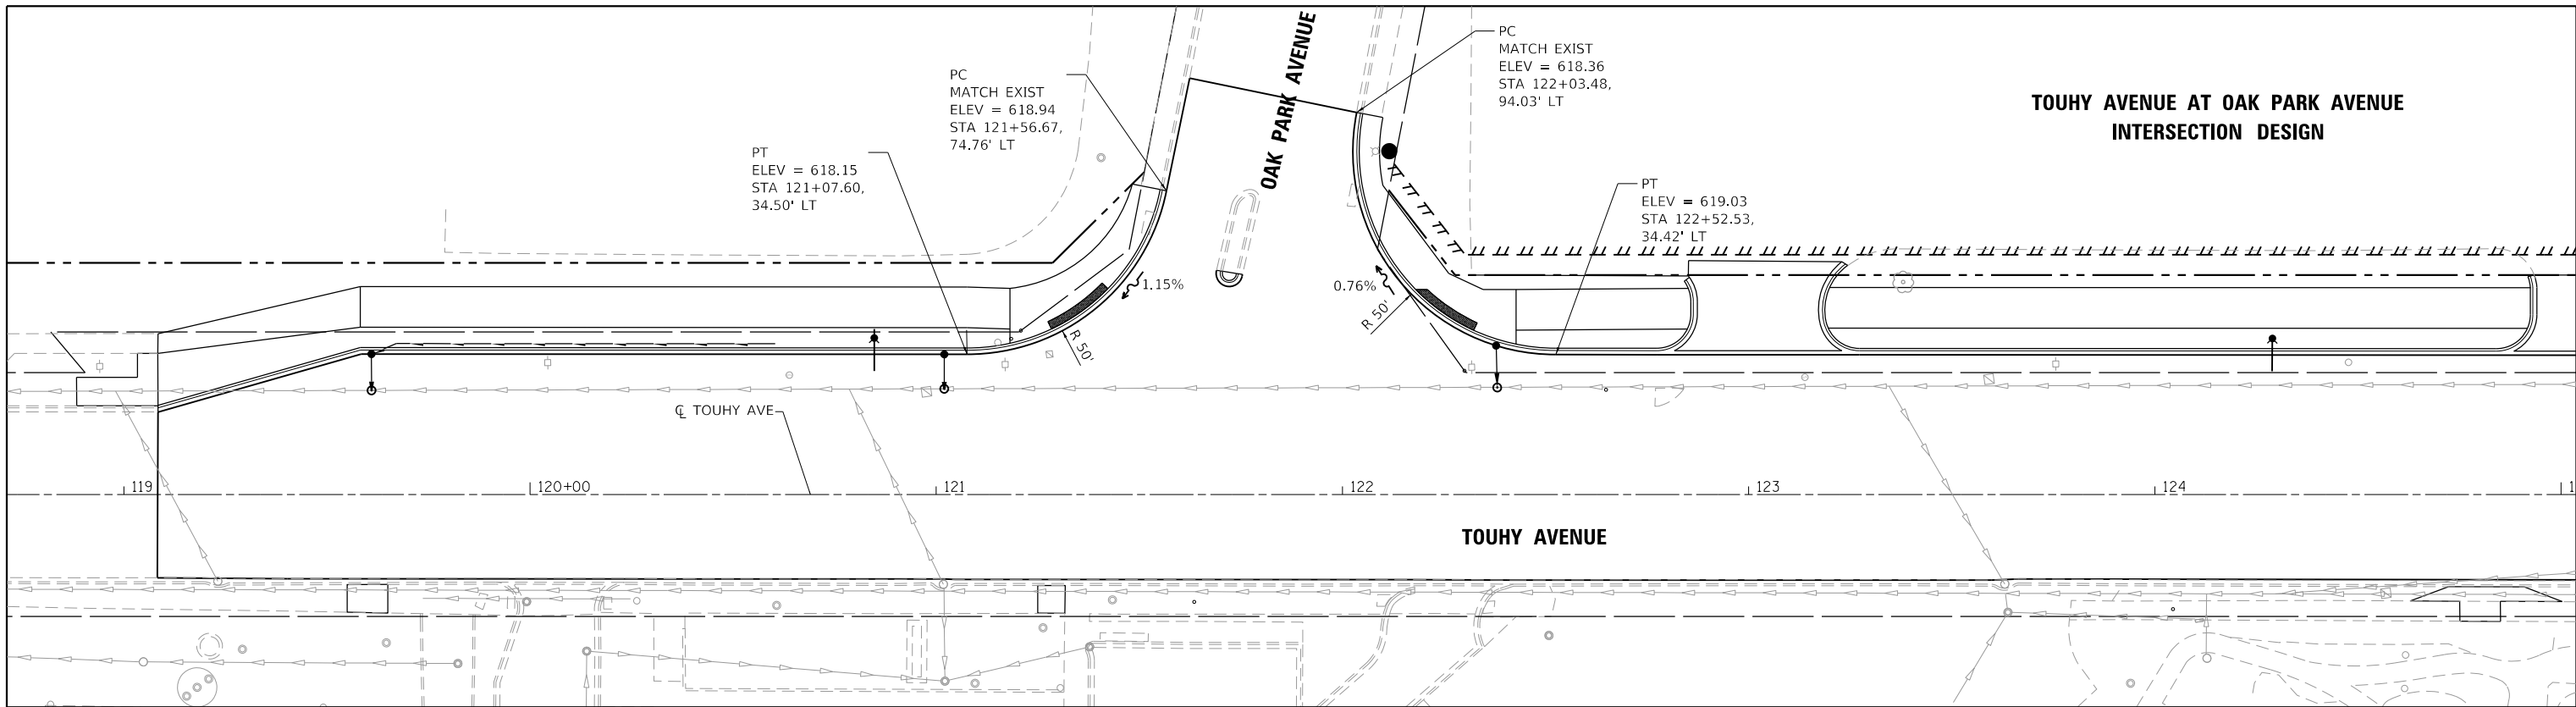 PC
MATCH EXIST
ELEV = 618.36
STA 122+03.48,
94.03' LT
OAK PARK AVENUE
PC
MATCH EXIST
ELEV = 618.94
STA 121+56.67,
74.76' LT
TOUHY AVENUE AT OAK PARK AVENUE
INTERSECTION DESIGN
PT
ELEV = 618.15
STA 121+07.60,
34.50' LT
PT
ELEV = 619.03
STA 122+52.53,
34.42' LT
1.15%
0.76%
R 50'
R 50'
℄ TOUHY AVE
119
120+00
121
122
123
124
1
TOUHY AVENUE